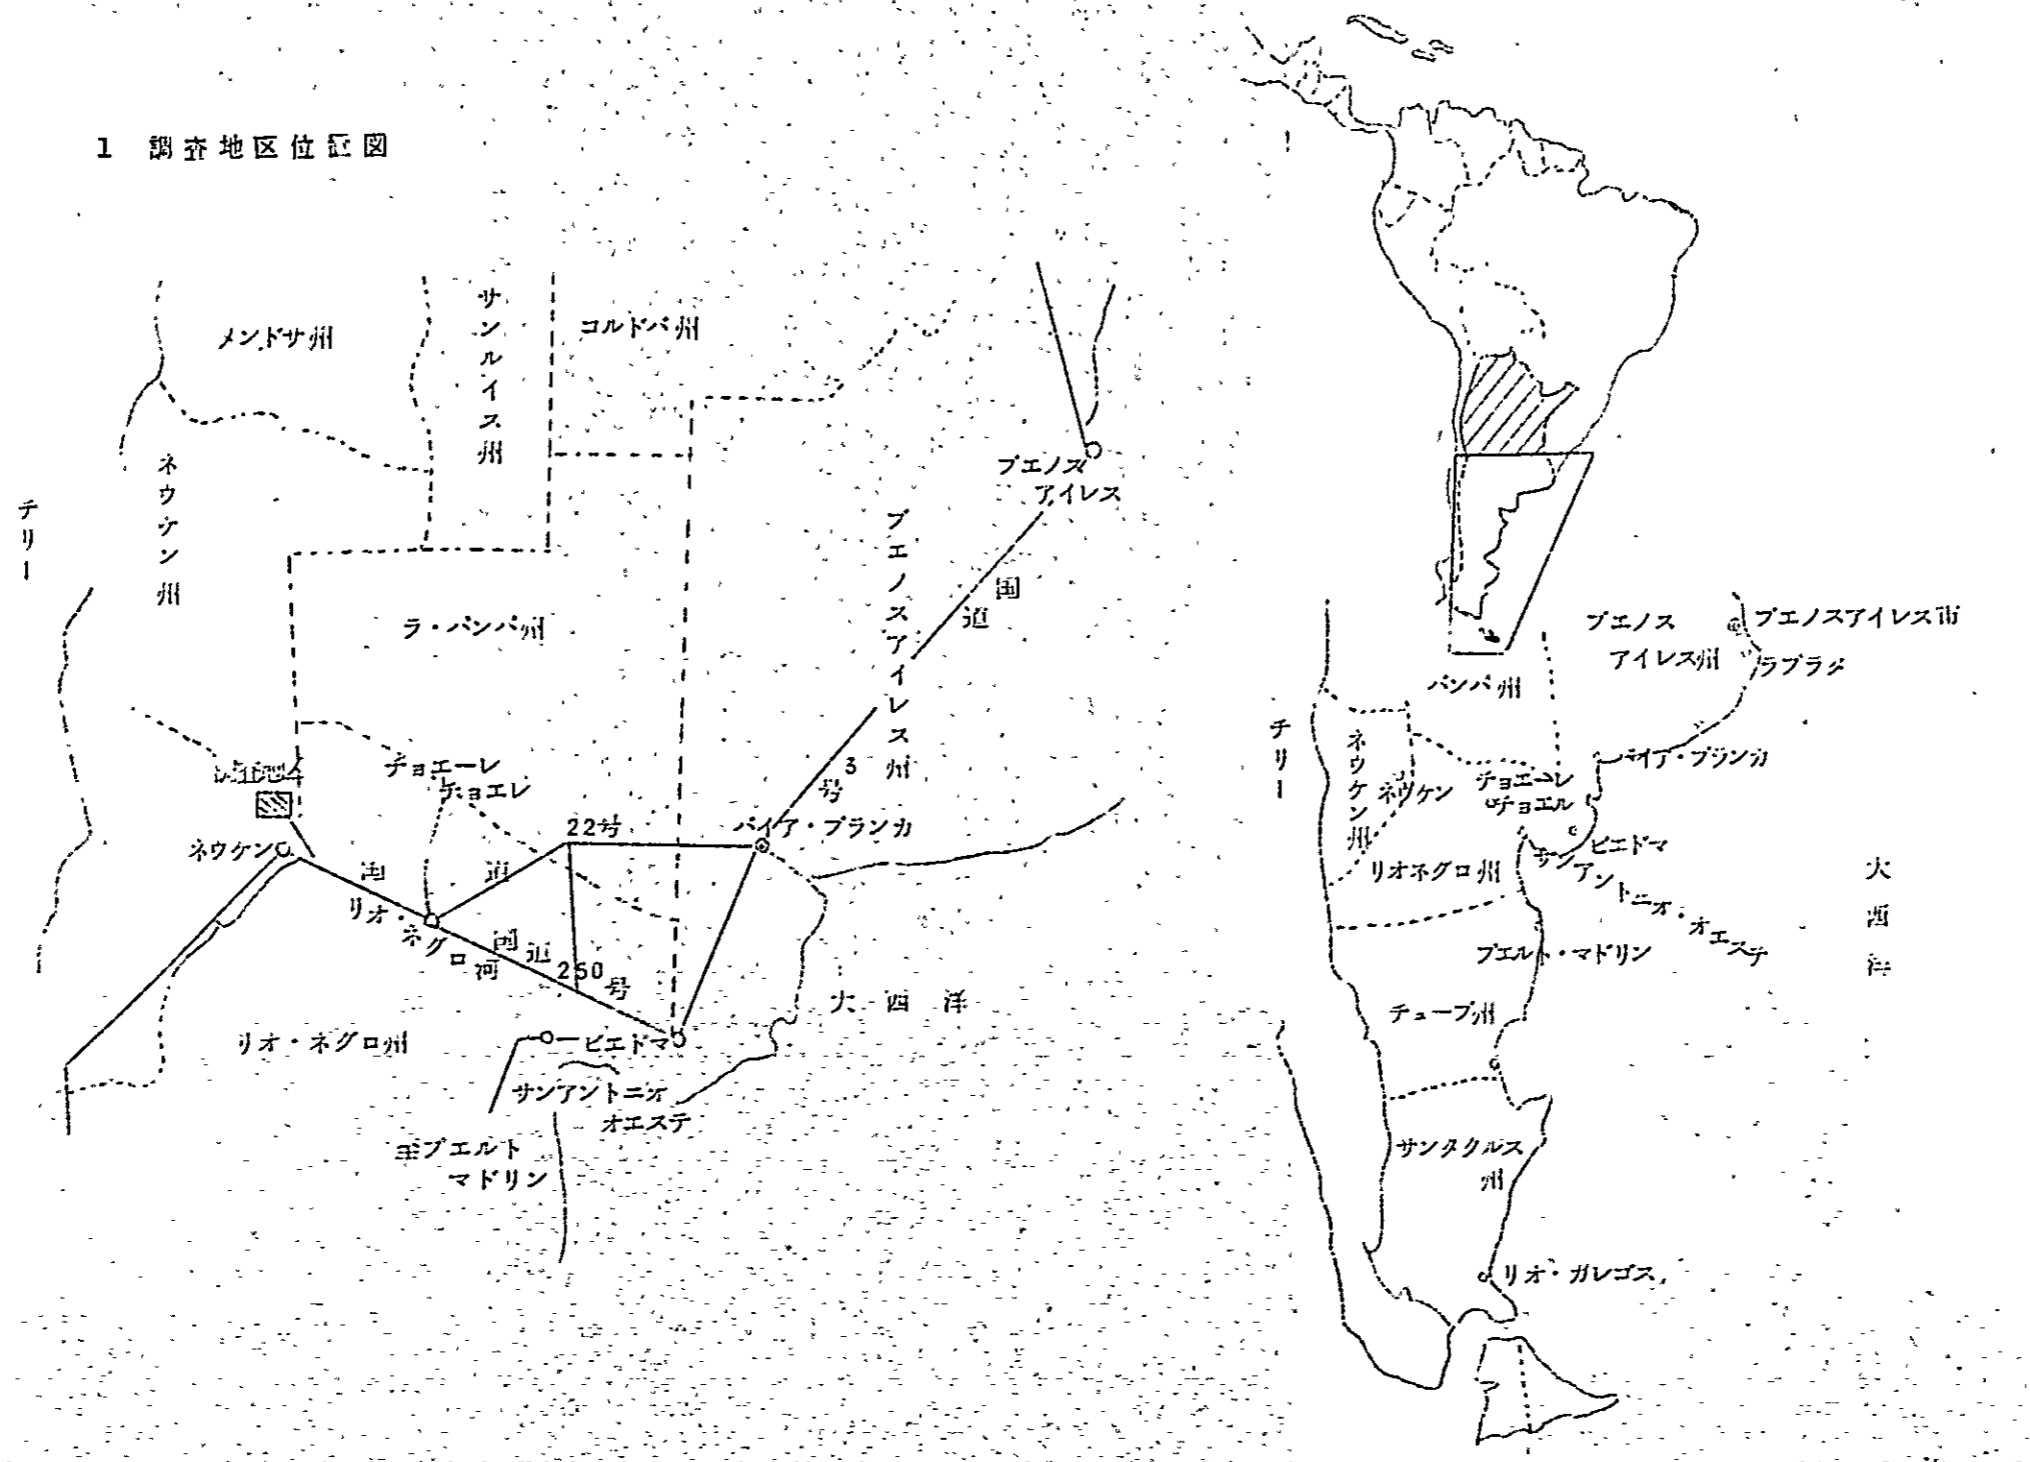 1 調査地区位置図
メンドサ州
サンルイス州
コルドバ州
ネウケン州
チリー
ブエノス
アイレス
ブエノスアイレス州
国道
3号
ラ・パンパ州
チョエーレ
チョエレ
22号
バイア・ブランカ
ネウケン
国道
リオ・ネグロ河
国道
250号
大西洋
リオ・ネグロ州
ビエドマ
サンアントニオ
オエステ
至プエルト
マドリン
ブエノス
アイレス州
ブエノスアイレス市
ラプラタ
パンパ州
チリー
ネウケン州
ネウケン
チョエーレ
チョエル
バイア・ブランカ
ビエドマ
サンアントニオ・オエステ
リオネグロ州
大西洋
プエルト・マドリン
チューブ州
サンタクルス
州
リオ・ガレゴス